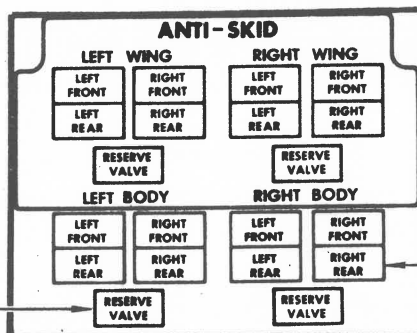 ANTI-SKID
LEFT WING RIGHT WING
LEFT RIGHT LEFT RIGHT
FRONT FRONT FRONT FRONT
LEFT RIGHT LEFT RIGHT
REAR REAR REAR REAR
RESERVE RESERVE
VALVE VALVE
LEFT BODY RIGHT BODY
LEFT RIGHT LEFT RIGHT
FRONT FRONT FRONT FRONT
LEFT RIGHT LEFT RIGHT
REAR REAR REAR REAR
RESERVE RESERVE
VALVE VALVE